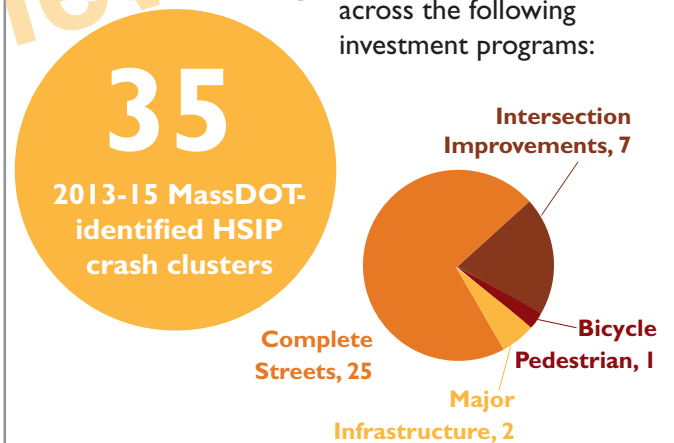 across the following
investment programs:
35
2013-15 MassDOT-
identified HSIP
crash clusters
Intersection
Improvements, 7
Complete
Streets, 25
Bicycle
Pedestrian, 1
Major
Infrastructure, 2